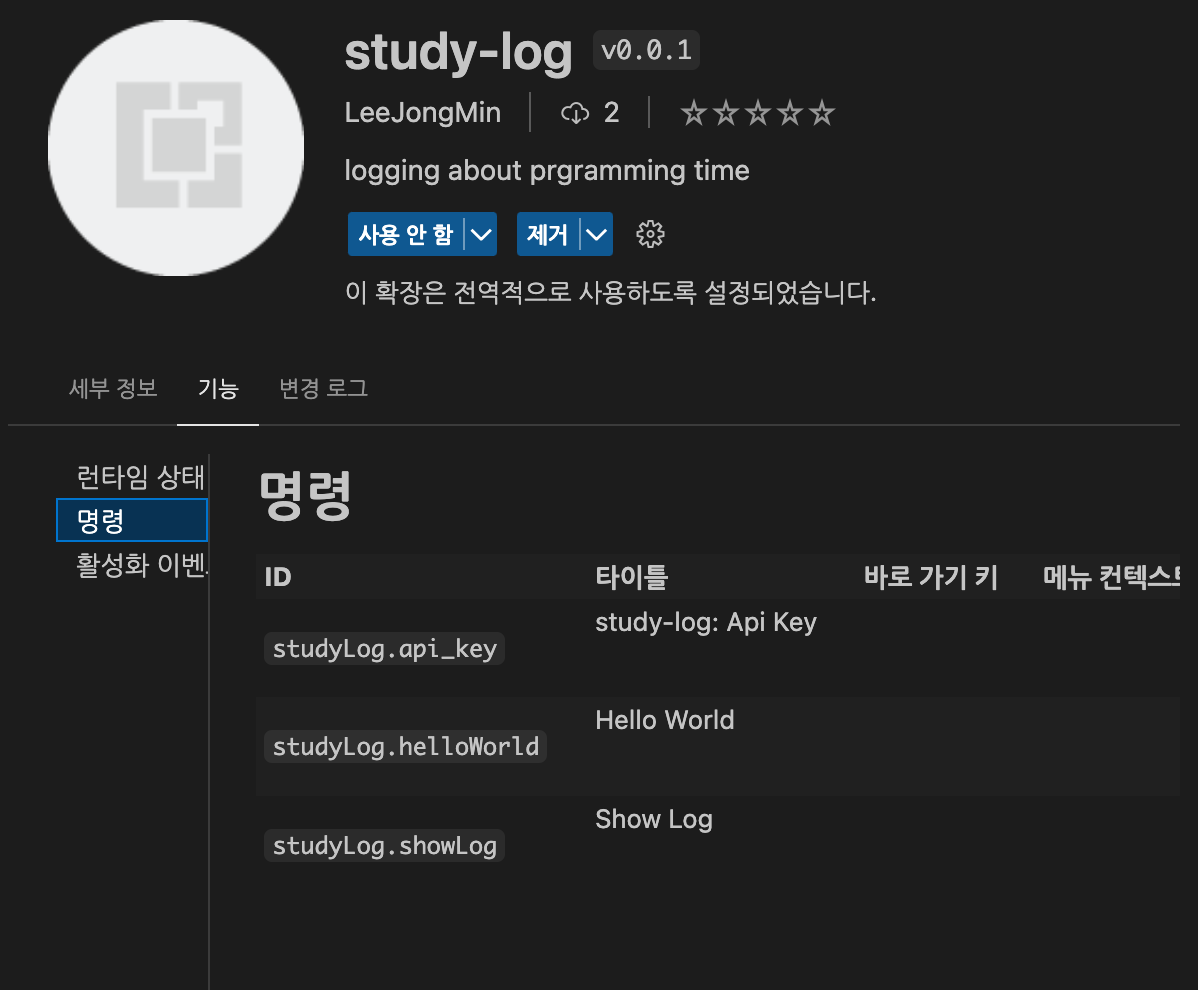 study-log v0.0.1
LeeJongMin 2
logging about prgramming time
사용 안 함 제거
이 확장은 전역적으로 사용하도록 설정되었습니다.
세부 정보 기능 변경 로그
런타임 상태
명령
활성화 이벤
명령
ID 타이틀 바로 가기 키 메뉴 컨텍스트
studyLog.api_key study-log: Api Key
studyLog.helloWorld Hello World
studyLog.showLog Show Log